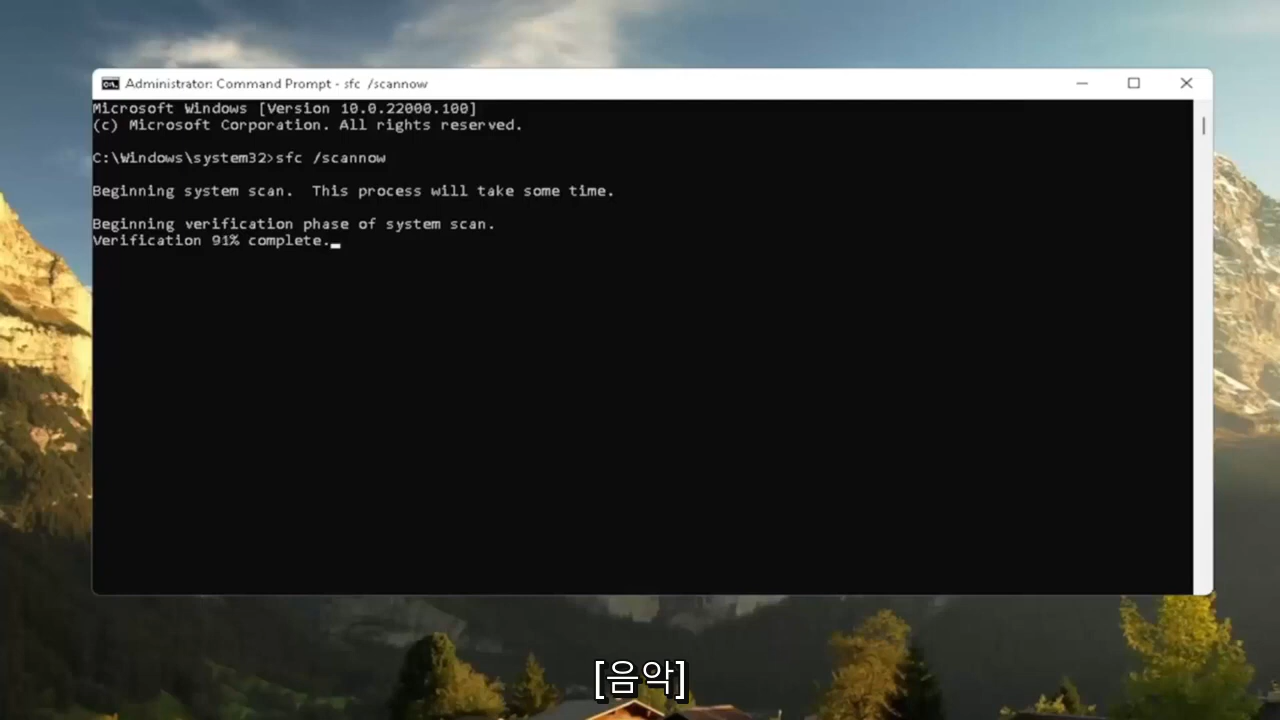 Administrator: Command Prompt - sfc /scannow
Microsoft Windows [Version 10.0.22000.100]
(c) Microsoft Corporation. All rights reserved.
C:\Windows\system32>sfc /scannow
Beginning system scan.  This process will take some time.
Beginning verification phase of system scan.
Verification 91% complete.
[음악]